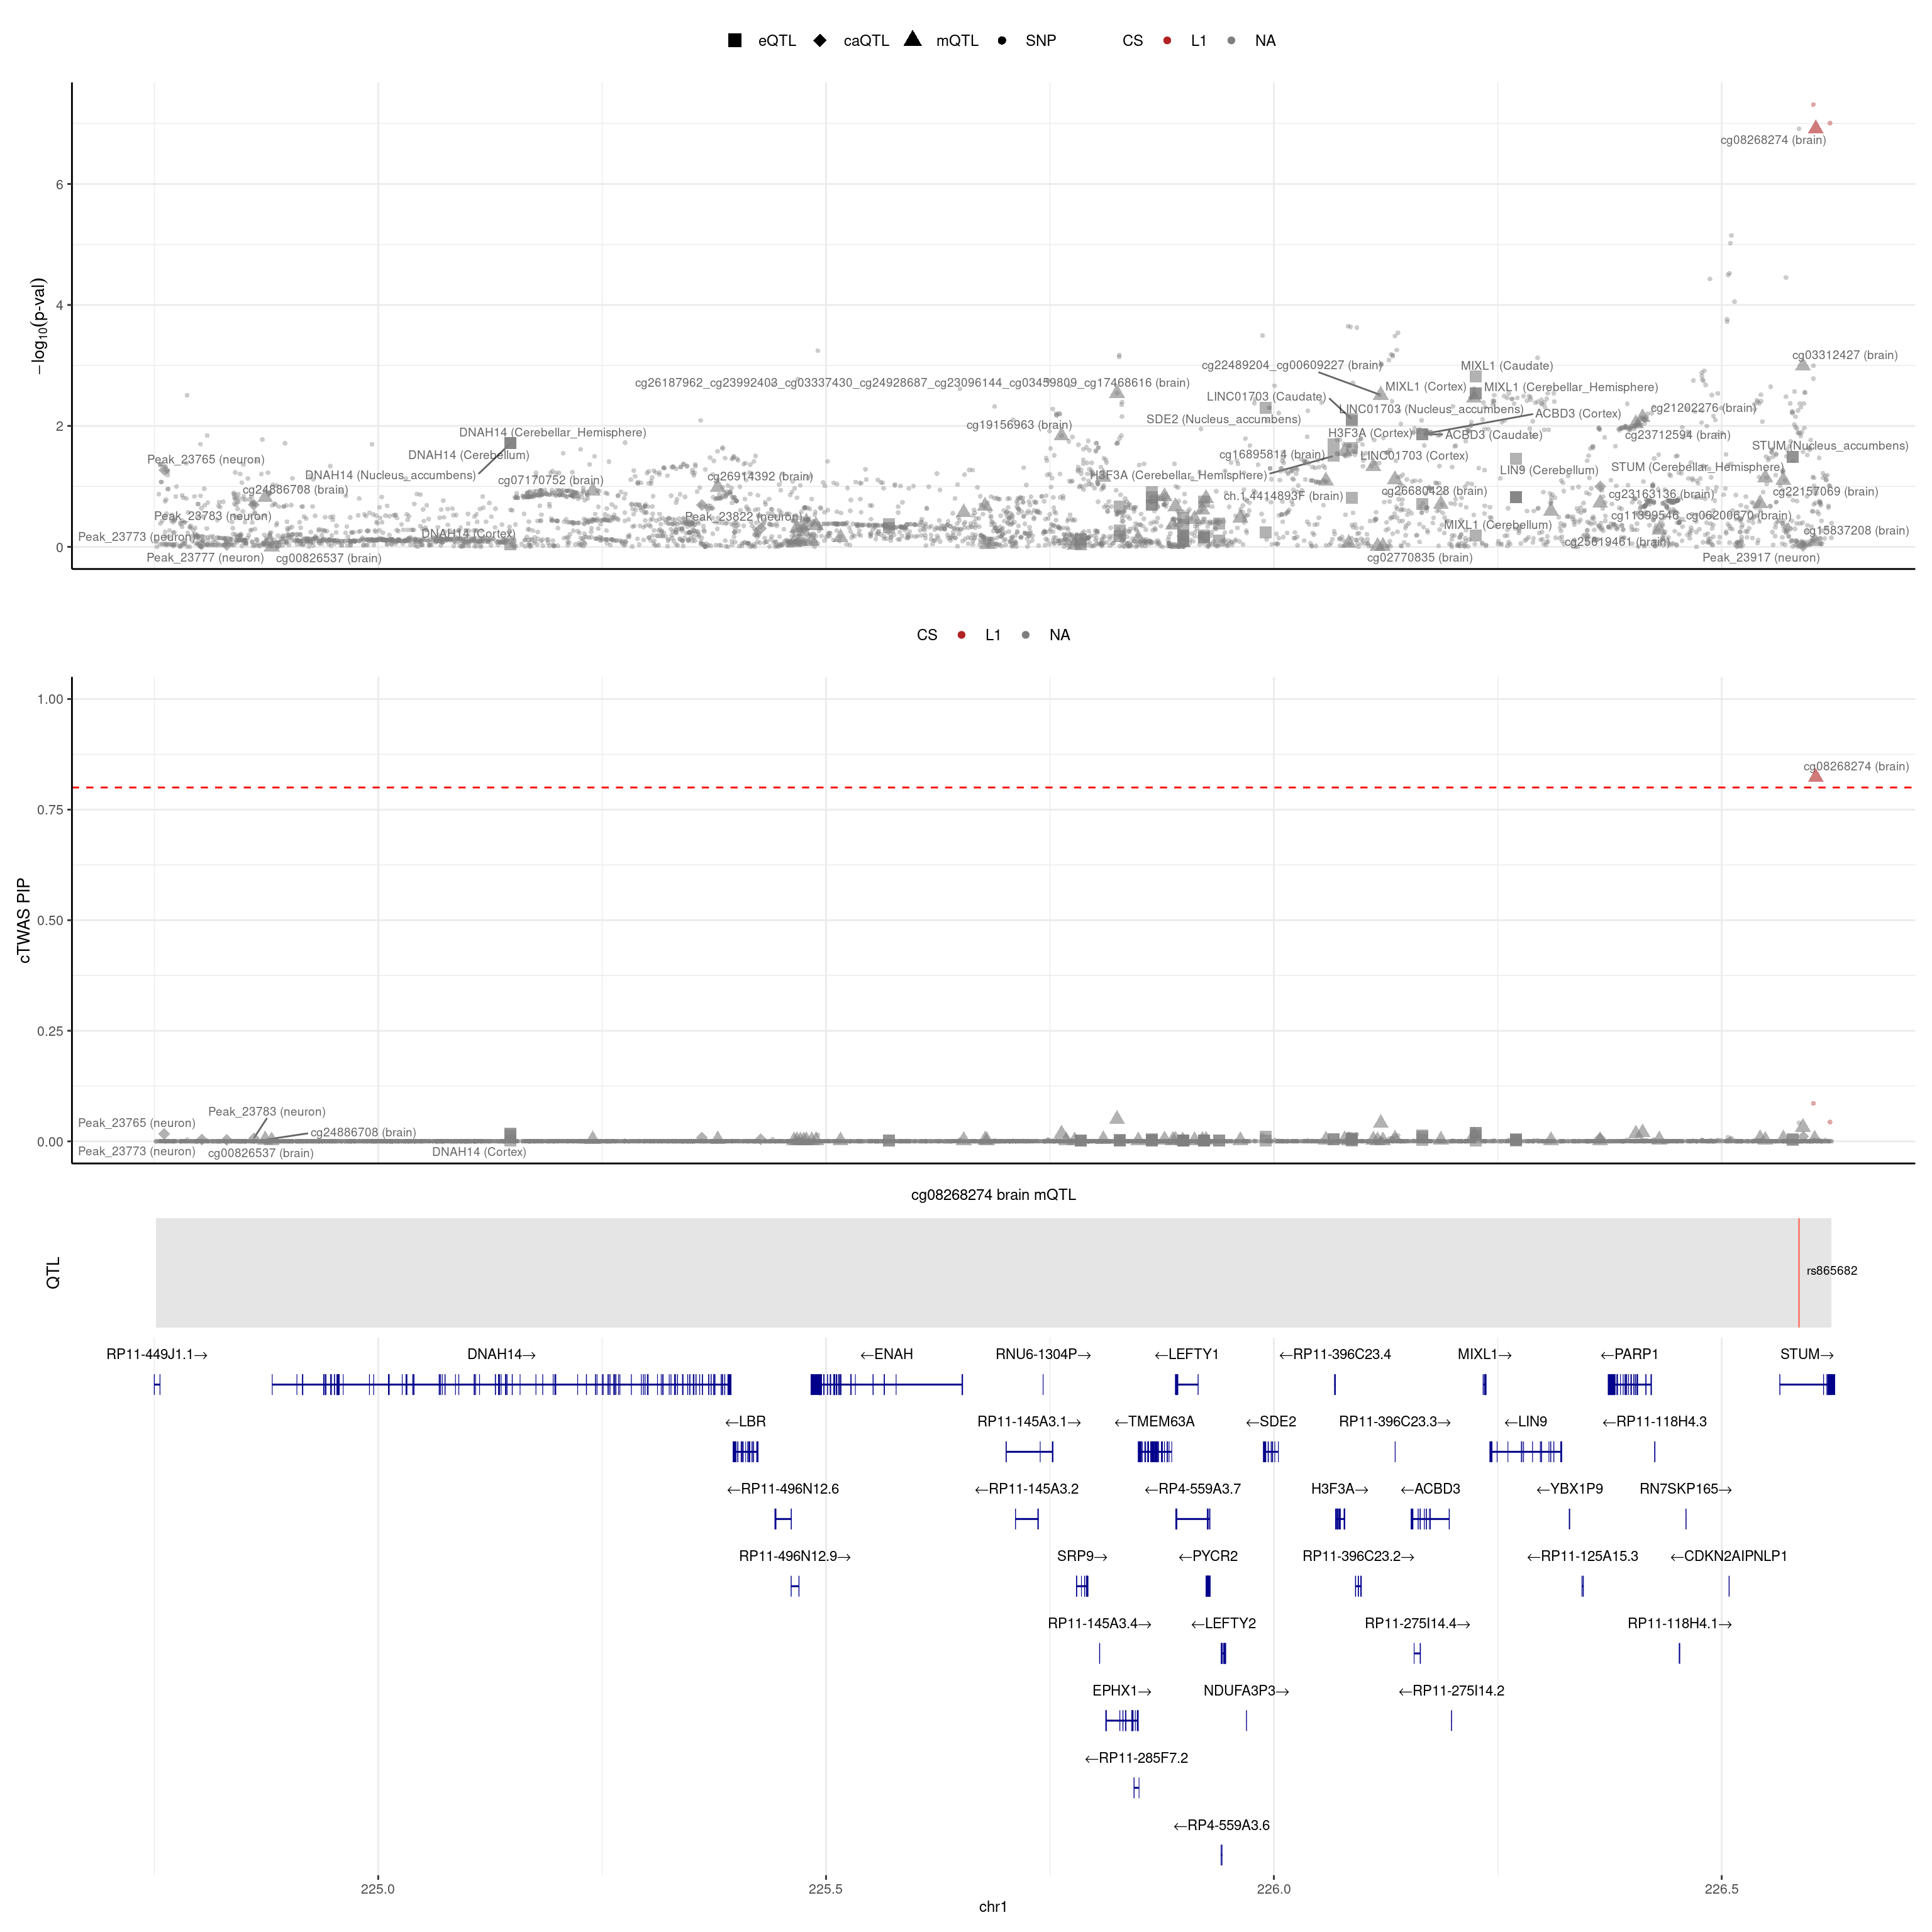 eQTL caQTL mQTL SNP CS L1 NA
−log10(p-val)
6
4
2
0
cg08268274 (brain)
cg03312427 (brain)
cg22489204_cg00609227 (brain)
MIXL1 (Caudate)
cg26187962_cg23992403_cg03337430_cg24928687_cg23096144_cg03459809_cg17468616 (brain)
MIXL1 (Cortex)
MIXL1 (Cerebellar_Hemisphere)
LINC01703 (Caudate)
LINC01703 (Nucleus_accumbens)
ACBD3 (Cortex)
cg21202276 (brain)
SDE2 (Nucleus_accumbens)
cg19156963 (brain)
DNAH14 (Cerebellar_Hemisphere)
H3F3A (Cortex)
ACBD3 (Caudate)
cg23712594 (brain)
STUM (Nucleus_accumbens)
DNAH14 (Cerebellum)
cg16895814 (brain)
LINC01703 (Cortex)
Peak_23765 (neuron)
LIN9 (Cerebellum)
STUM (Cerebellar_Hemisphere)
DNAH14 (Nucleus_accumbens)
cg07170752 (brain)
cg26914392 (brain)
H3F3A (Cerebellar_Hemisphere)
cg24886708 (brain)
ch.1.4414893F (brain)
cg26680428 (brain)
cg23163136 (brain)
cg22157069 (brain)
Peak_23783 (neuron)
Peak_23822 (neuron)
cg11399546_cg06200670 (brain)
MIXL1 (Cerebellum)
cg15837208 (brain)
Peak_23773 (neuron)
DNAH14 (Cortex)
cg25619461 (brain)
Peak_23777 (neuron)
cg00826537 (brain)
cg02770835 (brain)
Peak_23917 (neuron)
CS L1 NA
cTWAS PIP
1.00
0.75
0.50
0.25
0.00
cg08268274 (brain)
Peak_23783 (neuron)
Peak_23765 (neuron)
cg24886708 (brain)
Peak_23773 (neuron)
cg00826537 (brain)
DNAH14 (Cortex)
cg08268274 brain mQTL
QTL
rs865682
RP11-449J1.1→ DNAH14→ ←ENAH RNU6-1304P→ ←LEFTY1 ←RP11-396C23.4 MIXL1→ ←PARP1 STUM→
←LBR RP11-145A3.1→ ←TMEM63A ←SDE2 RP11-396C23.3→ ←LIN9 ←RP11-118H4.3
←RP11-496N12.6 ←RP11-145A3.2 ←RP4-559A3.7 H3F3A→ ←ACBD3 ←YBX1P9 RN7SKP165→
RP11-496N12.9→ SRP9→ ←PYCR2 RP11-396C23.2→ ←RP11-125A15.3 ←CDKN2AIPNLP1
RP11-145A3.4→ ←LEFTY2 RP11-275I14.4→ RP11-118H4.1→
EPHX1→ NDUFA3P3→ ←RP11-275I14.2
←RP11-285F7.2
←RP4-559A3.6
225.0 225.5 226.0 226.5
chr1